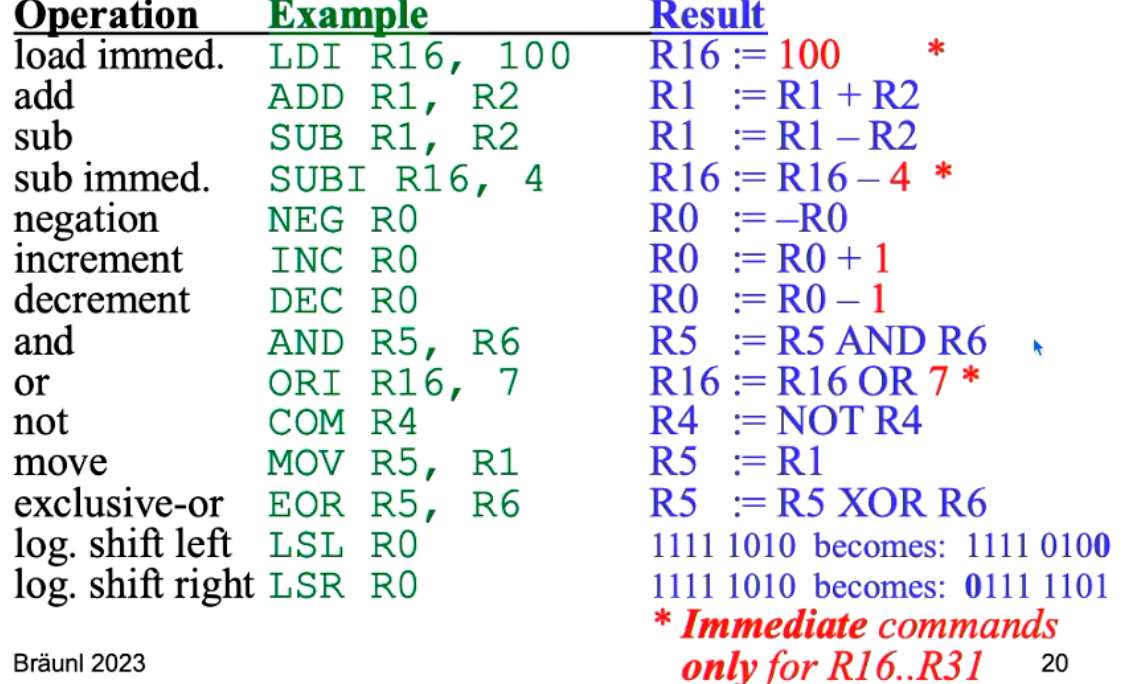 Operation Example Result
load immed. LDI R16, 100 R16 := 100 *
add ADD R1, R2 R1 := R1 + R2
sub SUB R1, R2 R1 := R1 – R2
sub immed. SUBI R16, 4 R16 := R16 – 4 *
negation NEG R0 R0 := –R0
increment INC R0 R0 := R0 + 1
decrement DEC R0 R0 := R0 – 1
and AND R5, R6 R5 := R5 AND R6
or ORI R16, 7 R16 := R16 OR 7 *
not COM R4 R4 := NOT R4
move MOV R5, R1 R5 := R1
exclusive-or EOR R5, R6 R5 := R5 XOR R6
log. shift left LSL R0 1111 1010 becomes: 1111 0100
log. shift right LSR R0 1111 1010 becomes: 0111 1101
* Immediate commands
only for R16..R31
Bräunl 2023
20